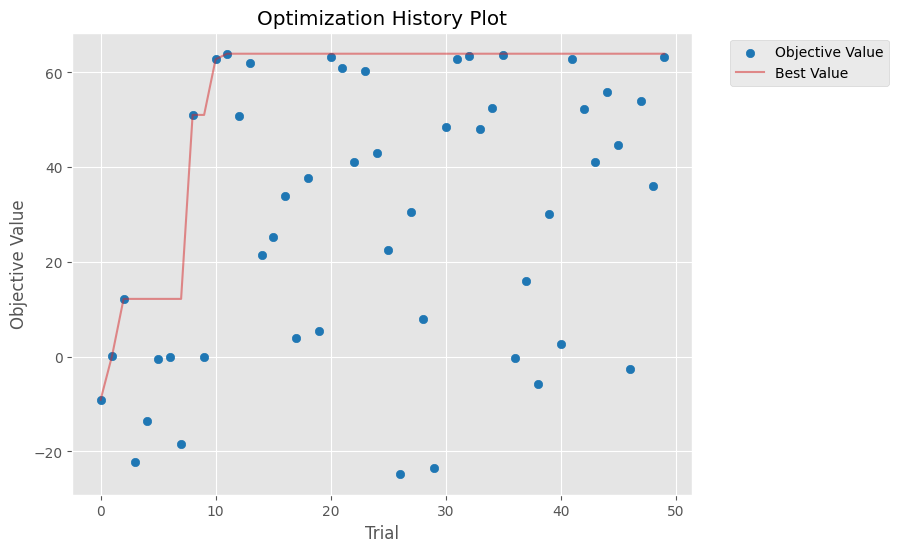 Optimization History Plot
Objective Value
Best Value
Objective Value
60
40
20
0
−20
0 10 20 30 40 50
Trial